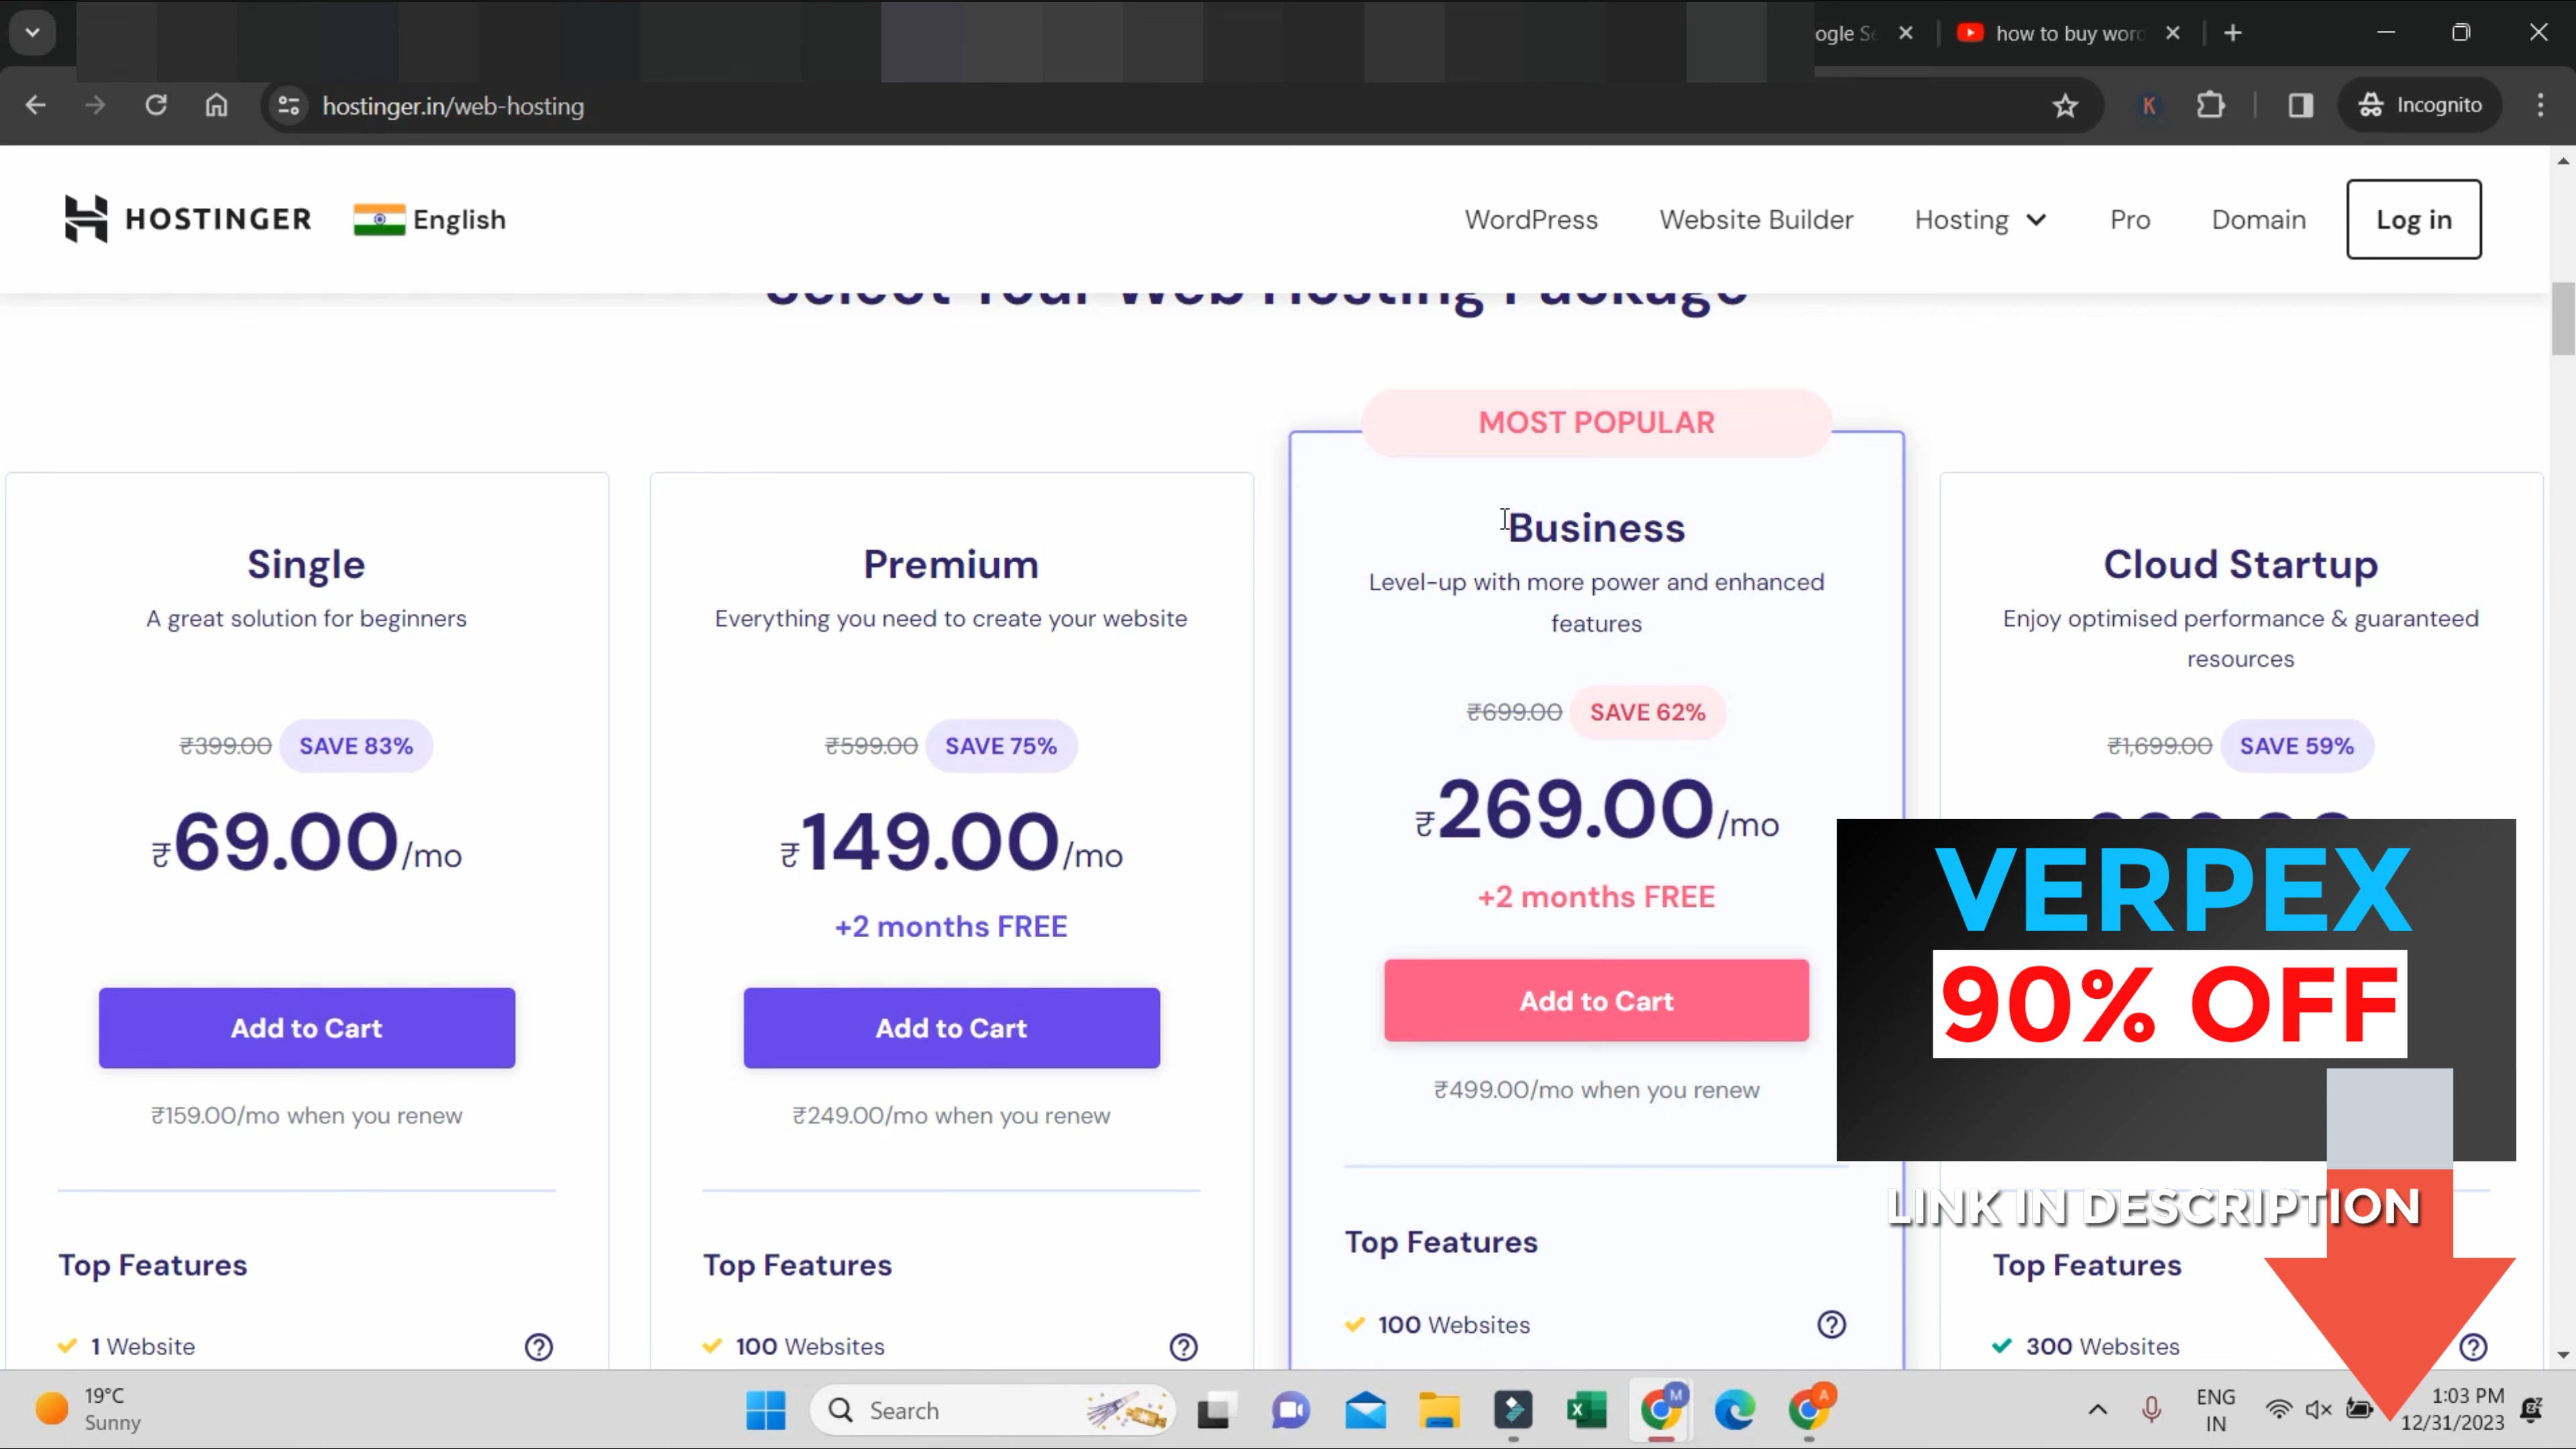 ogle Se
how to buy word
hostinger.in/web-hosting
K
Incognito
HOSTINGER
English
WordPress
Website Builder
Hosting
Pro
Domain
Log in
Select Your Web Hosting Package
MOST POPULAR
Single
A great solution for beginners
₹399.00 SAVE 83%
₹69.00/mo
Add to Cart
₹159.00/mo when you renew
Top Features
1 Website
Premium
Everything you need to create your website
₹599.00 SAVE 75%
₹149.00/mo
+2 months FREE
Add to Cart
₹249.00/mo when you renew
Top Features
100 Websites
Business
Level-up with more power and enhanced
features
₹699.00 SAVE 62%
₹269.00/mo
+2 months FREE
Add to Cart
₹499.00/mo when you renew
Top Features
100 Websites
Cloud Startup
Enjoy optimised performance & guaranteed
resources
₹1,699.00 SAVE 59%
VERPEX
90% OFF
LINK IN DESCRIPTION
Top Features
300 Websites
19°C
Sunny
Search
M
A
ENG
IN
1:03 PM
12/31/2023